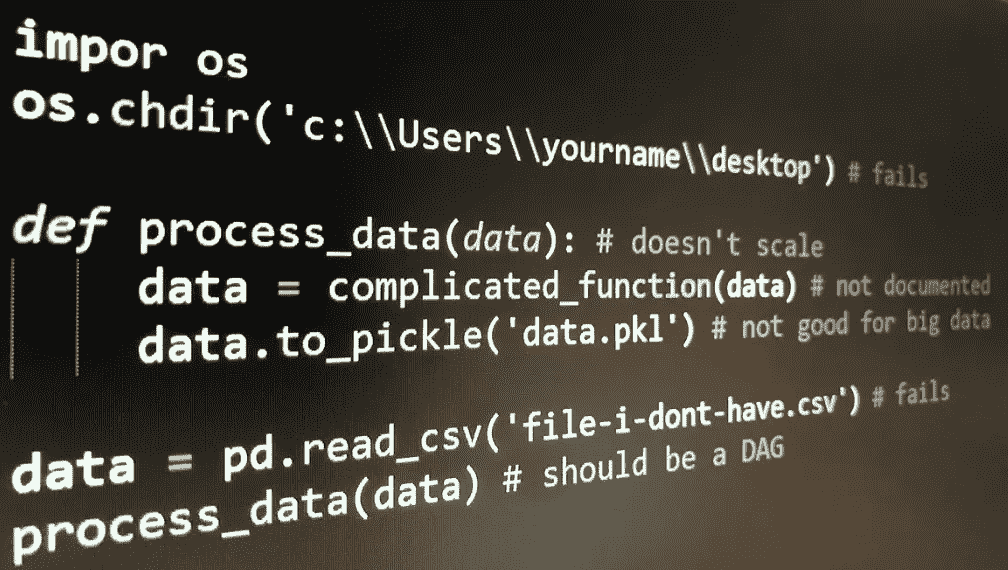 impor os
os.chdir('c:\\Users\\yourname\\desktop') # fails
def process_data(data): # doesn't scale
data = complicated_function(data) # not documented
data.to_pickle('data.pkl') # not good for big data
data = pd.read_csv('file-i-dont-have.csv') # fails
process_data(data) # should be a DAG